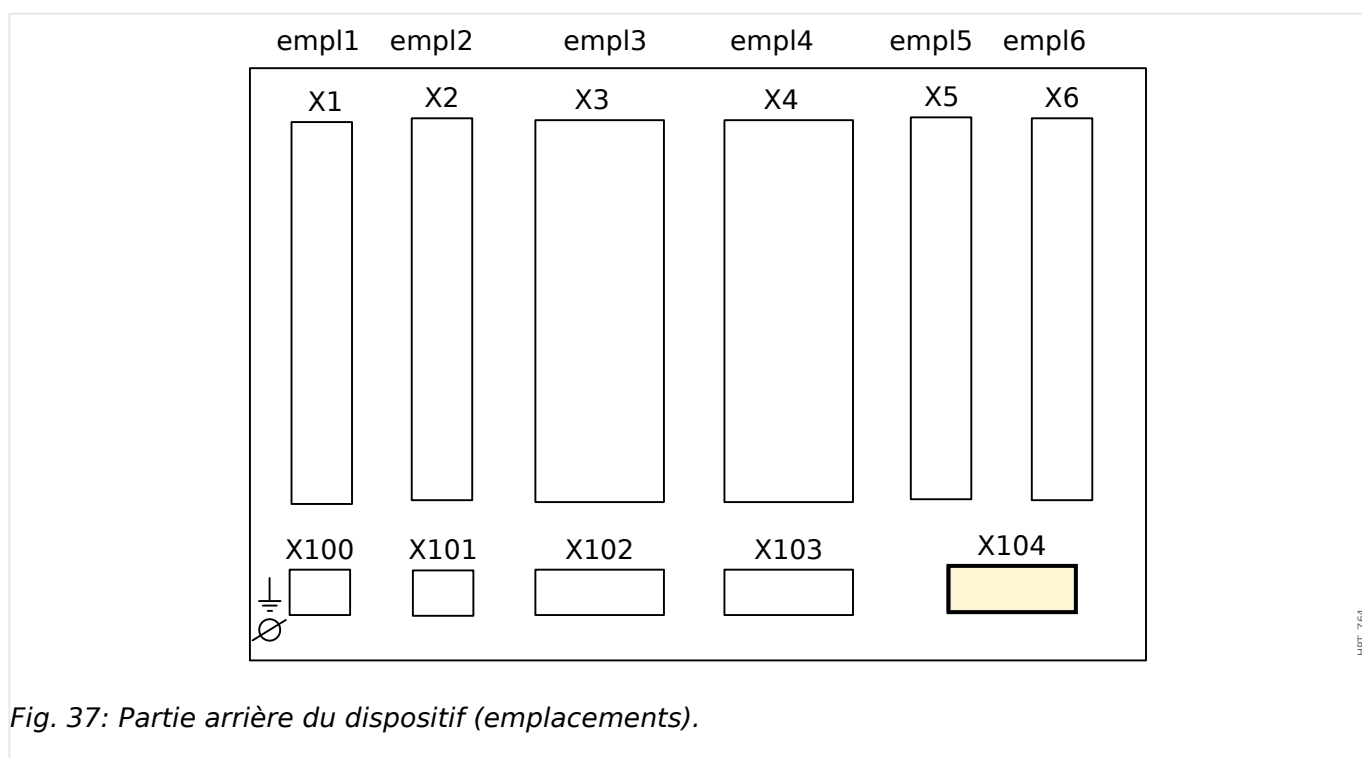 empl1 empl2 empl3 empl4 empl5 empl6
X1 X2 X3 X4 X5 X6
X100 X101 X102 X103 X104
HPT_Z64
Fig. 37: Partie arrière du dispositif (emplacements).